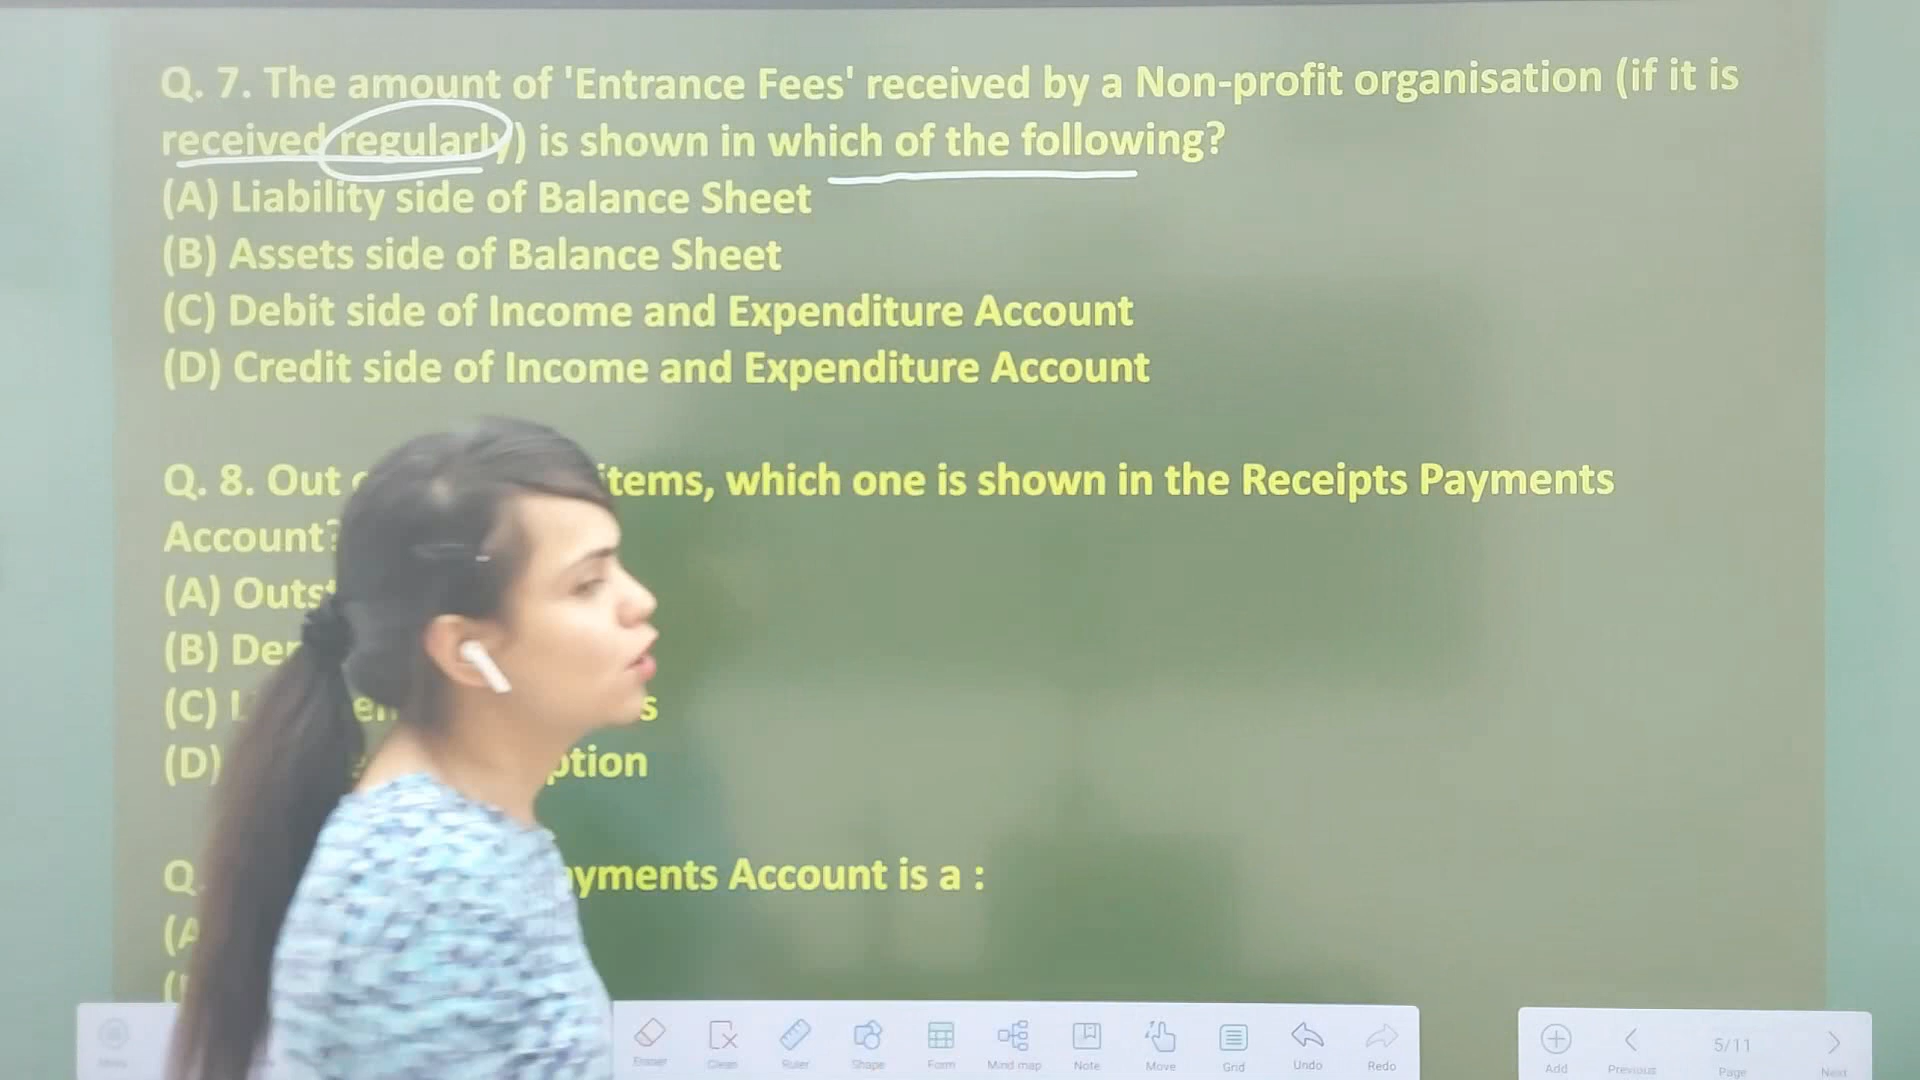 Q. 7. The amount of 'Entrance Fees' received by a Non-profit organisation (if it is
received regularly) is shown in which of the following?
(A) Liability side of Balance Sheet
(B) Assets side of Balance Sheet
(C) Debit side of Income and Expenditure Account
(D) Credit side of Income and Expenditure Account
Q. 8. Out items, which one is shown in the Receipts Payments
Account?
(A)
(B)
(C)
(D)
Account is a :
Eraser Clean Ruler Shape Form Mind map Note Move Grid Undo Redo
Add Previous 5/11 Page Next